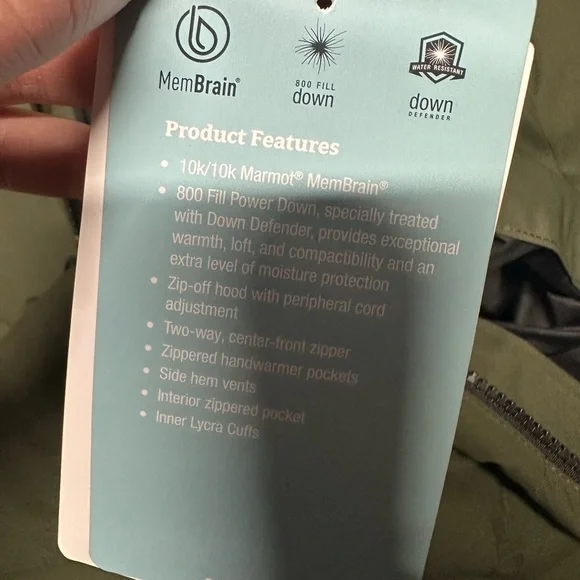 MemBrain®
800 FILL
down
WATER RESISTANT
down
DEFENDER
Product Features
• 10k/10k Marmot® MemBrain®
• 800 Fill Power Down, specially treated
with Down Defender, provides exceptional
warmth, loft, and compactibility and an
extra level of moisture protection
• Zip-off hood with peripheral cord
adjustment
• Two-way, center-front zipper
• Zippered handwarmer pockets
• Side hem vents
• Interior zippered pocket
• Inner Lycra Cuffs